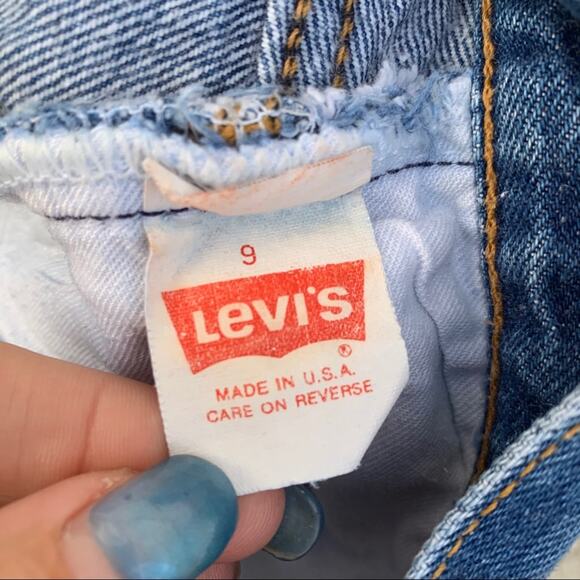 9
Levi's
®
MADE IN U.S.A.
CARE ON REVERSE